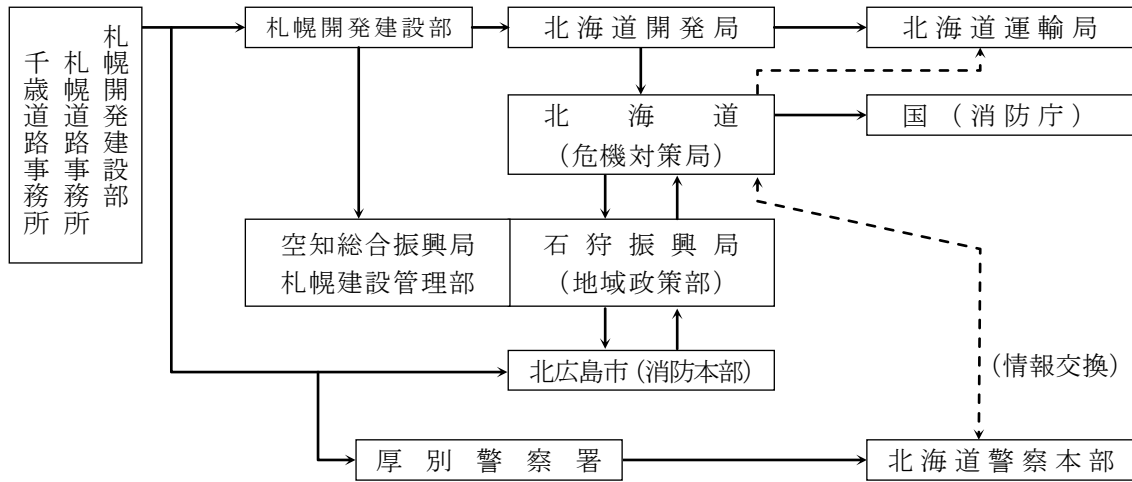 札幌開発建設部
札幌道路事務所
千歳道路事務所
札幌開発建設部
北海道開発局
北海道運輸局
北海道
(危機対策局)
国(消防庁)
空知総合振興局
札幌建設管理部
石狩振興局
(地域政策部)
北広島市(消防本部)
(情報交換)
厚別警察署
北海道警察本部